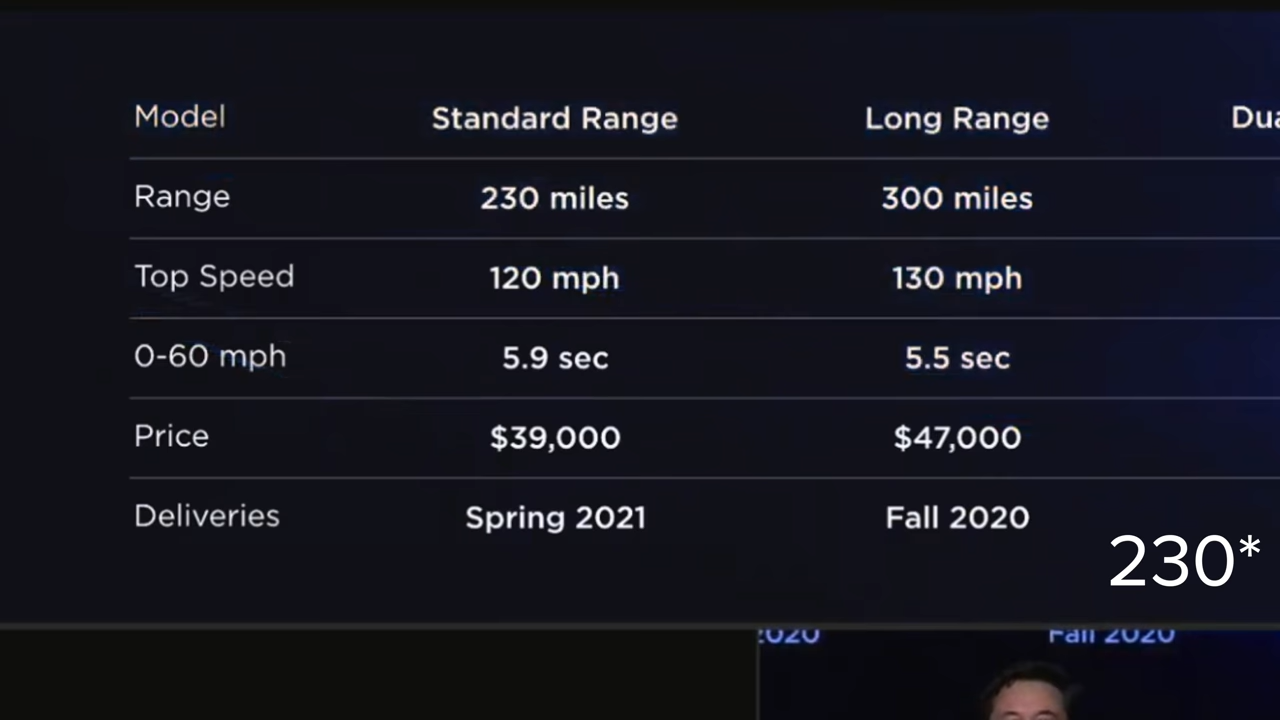 Model Standard Range Long Range
Range 230 miles 300 miles
Top Speed 120 mph 130 mph
0-60 mph 5.9 sec 5.5 sec
Price $39,000 $47,000
Deliveries Spring 2021 Fall 2020
230*
2020 Fall 2020